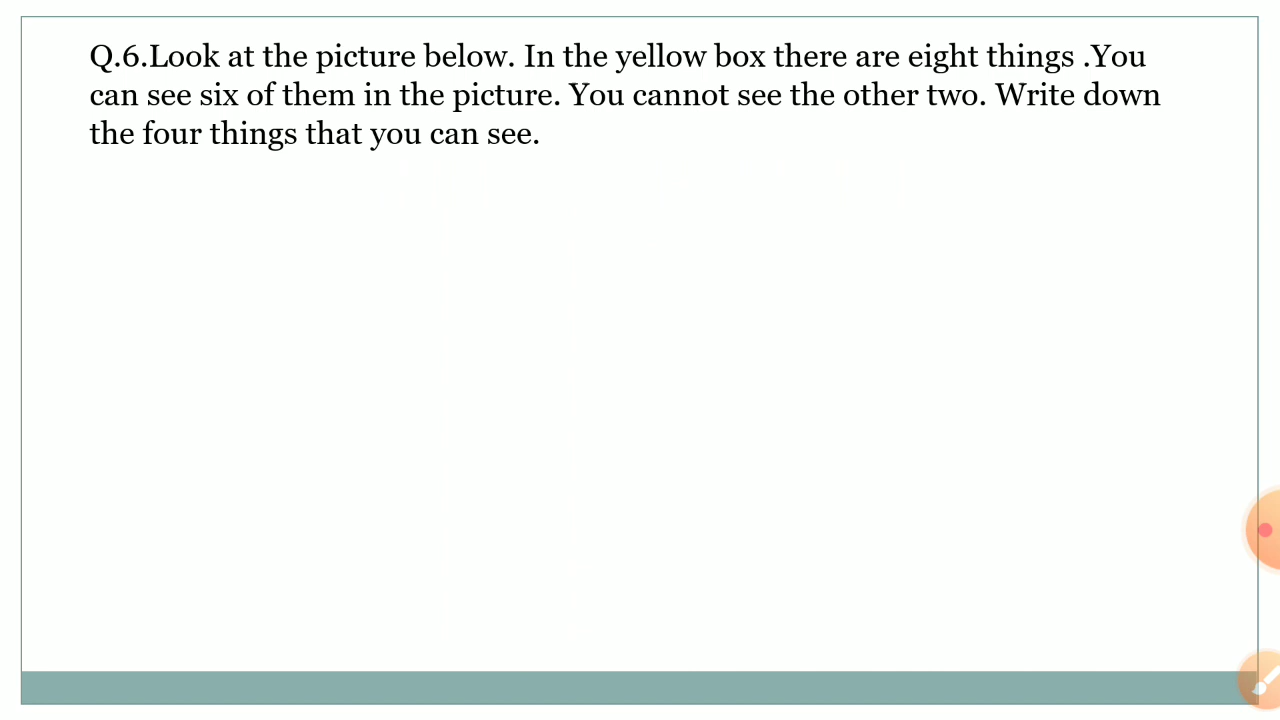 Q.6.Look at the picture below. In the yellow box there are eight things .You
can see six of them in the picture. You cannot see the other two. Write down
the four things that you can see.